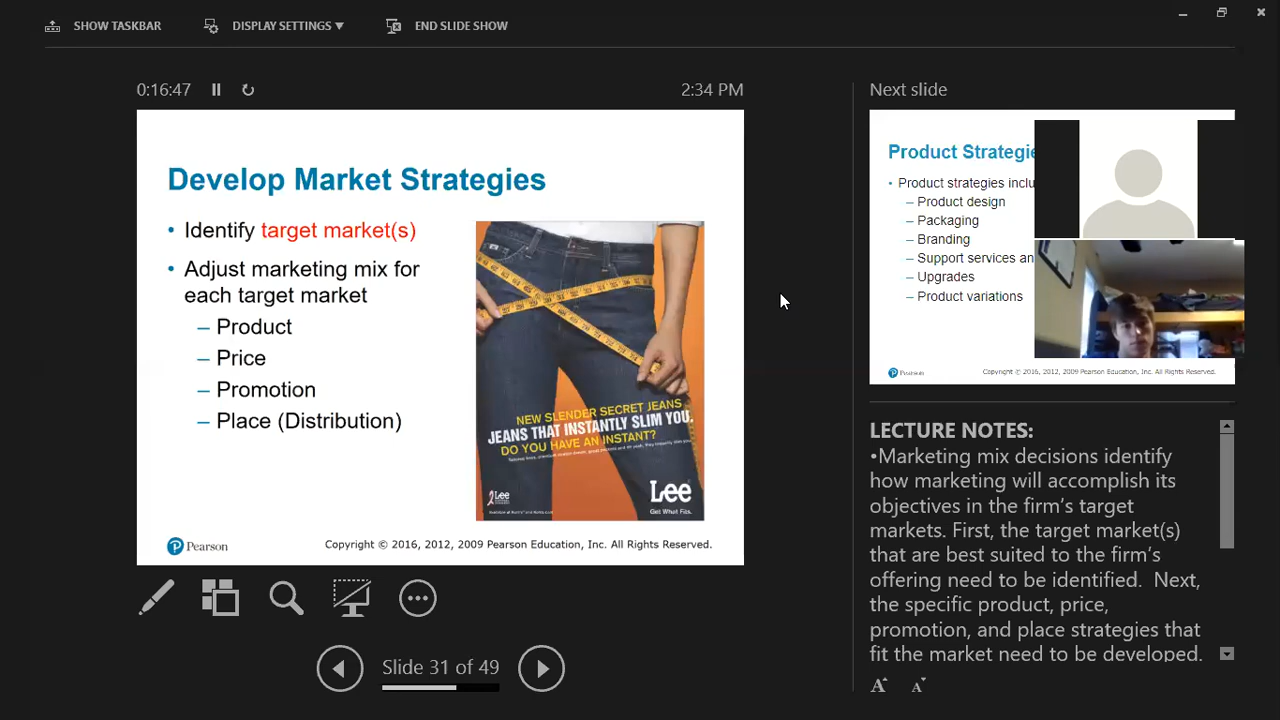 SHOW TASKBAR
DISPLAY SETTINGS ▼
END SLIDE SHOW
0:16:47
2:34 PM
Develop Market Strategies
• Identify target market(s)
• Adjust marketing mix for
each target market
– Product
– Price
– Promotion
– Place (Distribution)
NEW SLENDER SECRET JEANS
JEANS THAT INSTANTLY SLIM YOU.
DO YOU HAVE AN INSTANT?
Lee
Lee
Get What Fits.
Pearson
Copyright © 2016, 2012, 2009 Pearson Education, Inc. All Rights Reserved.
Slide 31 of 49
Next slide
Product Strategie
• Product strategies inclu
– Product design
– Packaging
– Branding
– Support services an
– Upgrades
– Product variations
Pearson
Copyright © 2016, 2012, 2009 Pearson Education, Inc. All Rights Reserved.
LECTURE NOTES:
•Marketing mix decisions identify
how marketing will accomplish its
objectives in the firm's target
markets. First, the target market(s)
that are best suited to the firm's
offering need to be identified. Next,
the specific product, price,
promotion, and place strategies that
fit the market need to be developed.
A A